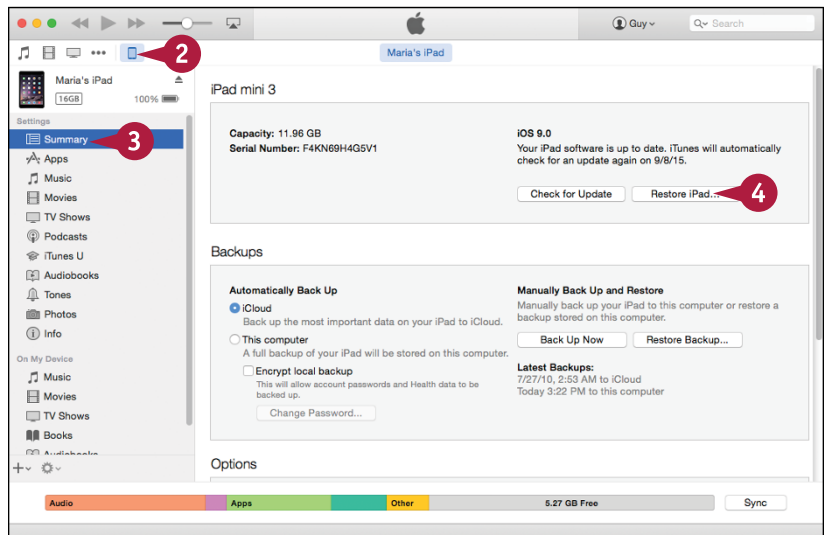 Guy
Search
2
Maria's iPad
Maria's iPad
16GB
100%
Settings
Summary
3
Apps
Music
Movies
TV Shows
Podcasts
iTunes U
Audiobooks
Tones
Photos
Info
On My Device
Music
Movies
TV Shows
Books
Audiobooks
iPad mini 3
Capacity: 11.96 GB
Serial Number: F4KN69H4G5V1
iOS 9.0
Your iPad software is up to date. iTunes will automatically
check for an update again on 9/8/15.
Check for Update
Restore iPad...
4
Backups
Automatically Back Up
iCloud
Back up the most important data on your iPad to iCloud.
This computer
A full backup of your iPad will be stored on this computer.
Encrypt local backup
This will allow account passwords and Health data to be
backed up.
Change Password...
Manually Back Up and Restore
Manually back up your iPad to this computer or restore a
backup stored on this computer.
Back Up Now
Restore Backup...
Latest Backups:
7/27/10, 2:53 AM to iCloud
Today 3:22 PM to this computer
Options
Audio
Apps
Other
5.27 GB Free
Sync